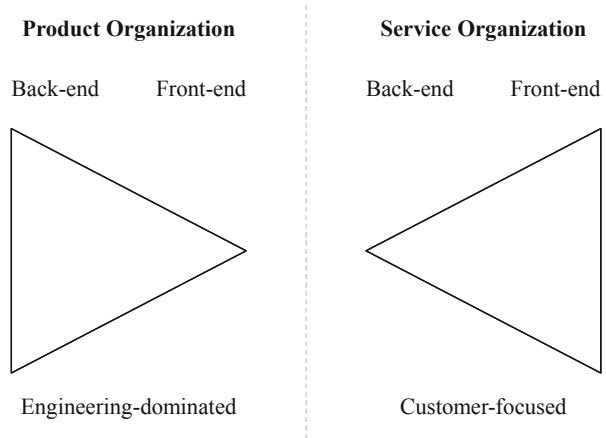 Product Organization
Back-end Front-end
Engineering-dominated
Service Organization
Back-end Front-end
Customer-focused